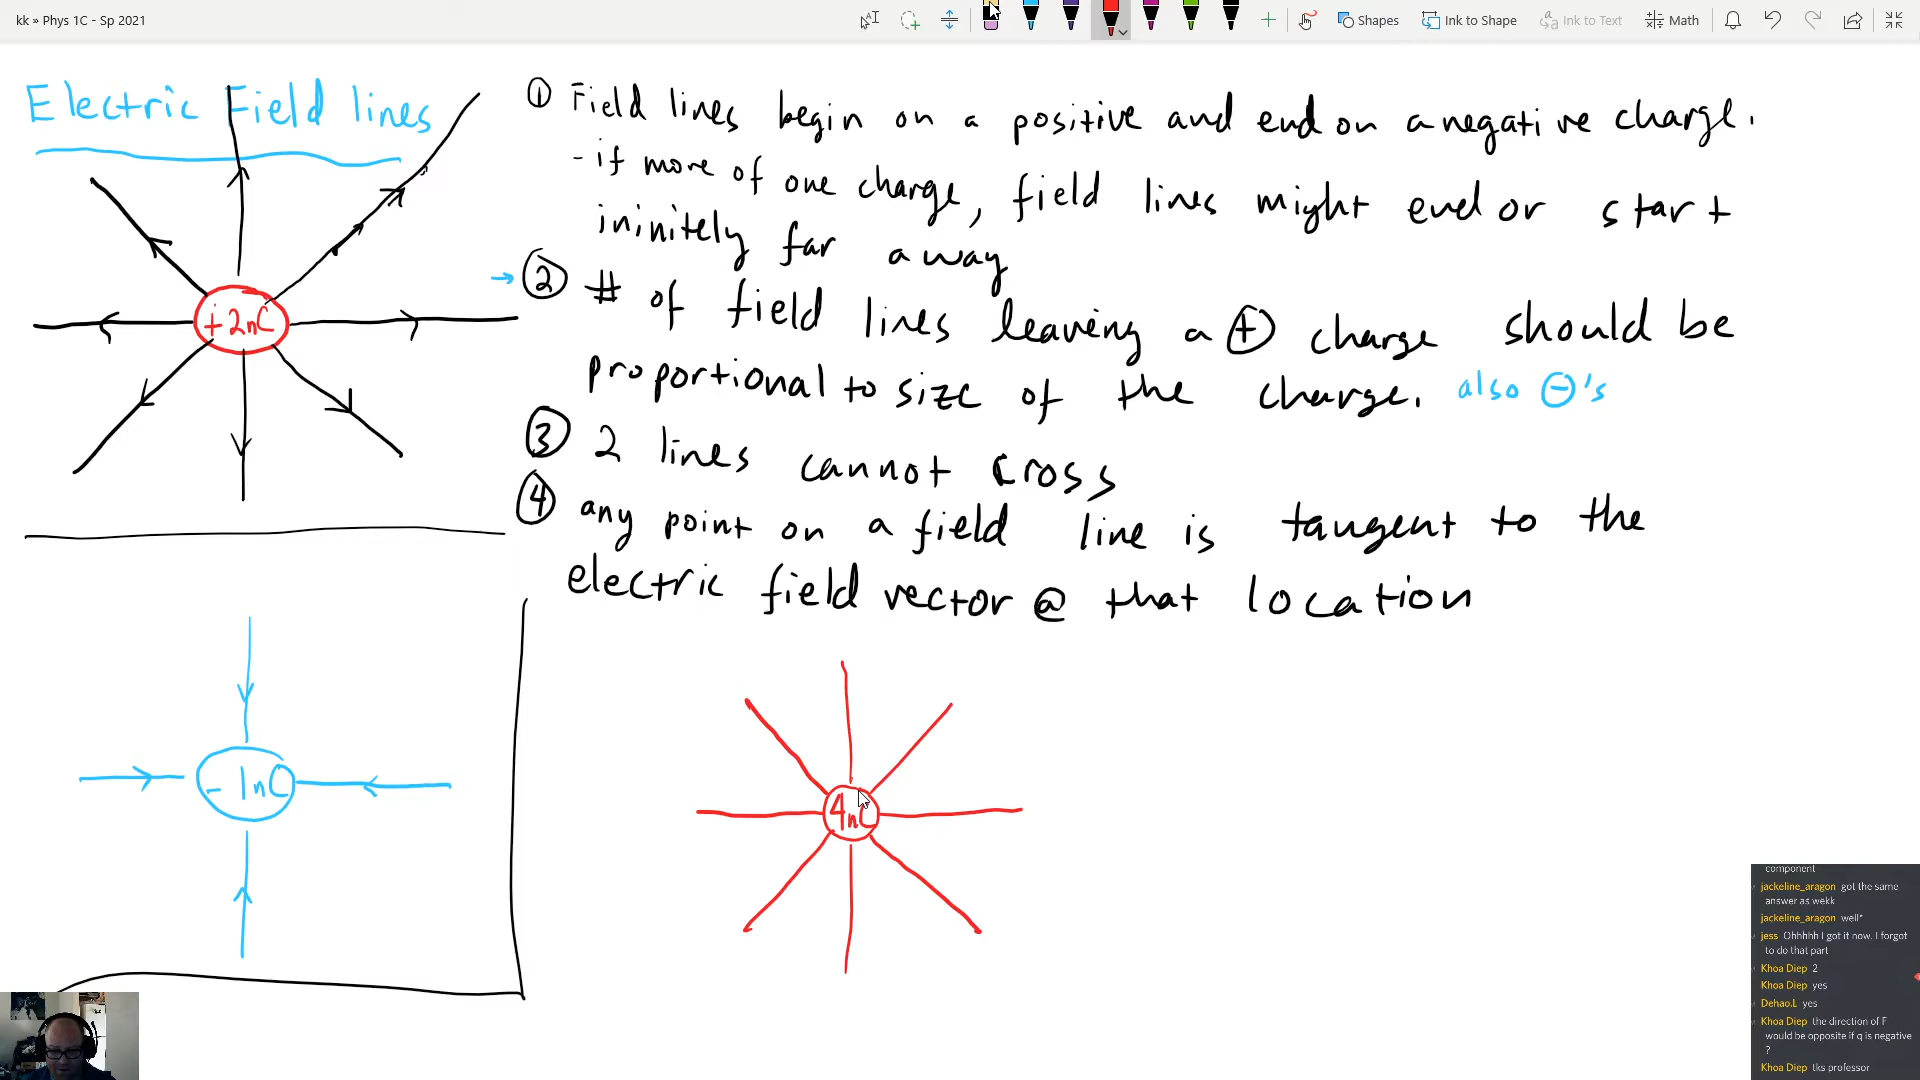 kk » Phys 1C - Sp 2021
Shapes
Ink to Shape
Ink to Text
Math
Electric Field lines
① Field lines begin on a positive and end on a negative charge.
- if more of one charge, field lines might end or start
ininitely far away
→ ② # of field lines leaving a ⊕ charge should be
proportional to size of the charge. also ⊖'s
③ 2 lines cannot cross
④ any point on a field line is tangent to the
electric field vector @ that location
+2nC
- 1nC
4nC
component
jackeline_aragon got the same
answer as wekk
jackeline_aragon well*
jess Ohhhhh I got it now. I forgot
to do that part
Khoa Diep 2
Khoa Diep yes
Dehao.L yes
Khoa Diep the direction of F
would be opposite if q is negative
?
Khoa Diep tks professor